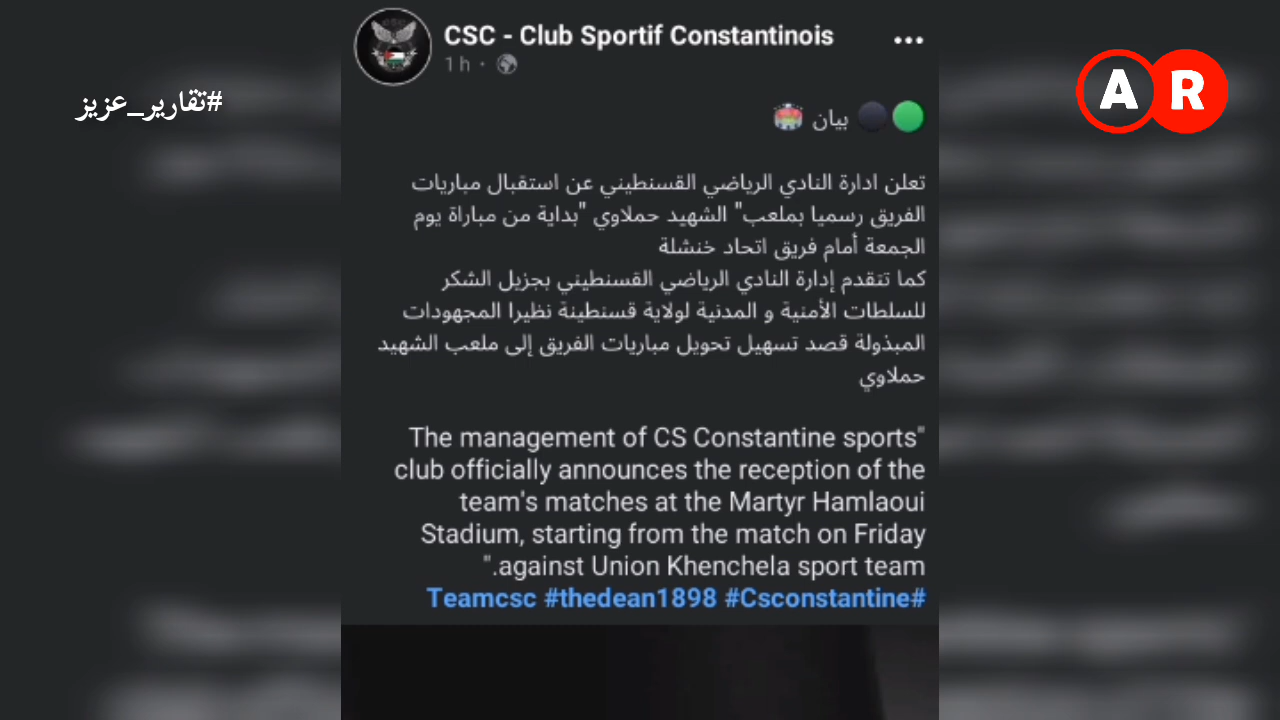 CSC - Club Sportif Constantinois
1 h
#تقارير_عزيز
A R
بيان
تعلن ادارة النادي الرياضي القسنطيني عن استقبال مباريات
الفريق رسميا بملعب" الشهيد حملاوي "بداية من مباراة يوم
الجمعة أمام فريق اتحاد خنشلة
كما تتقدم إدارة النادي الرياضي القسنطيني بجزيل الشكر
للسلطات الأمنية و المدنية لولاية قسنطينة نظيرا المجهودات
المبذولة قصد تسهيل تحويل مباريات الفريق إلى ملعب الشهيد
حملاوي
"The management of CS Constantine sports
club officially announces the reception of the
team's matches at the Martyr Hamlaoui
Stadium, starting from the match on Friday
against Union Khenchela sport team."
#Teamcsc #thedean1898 #Csconstantine